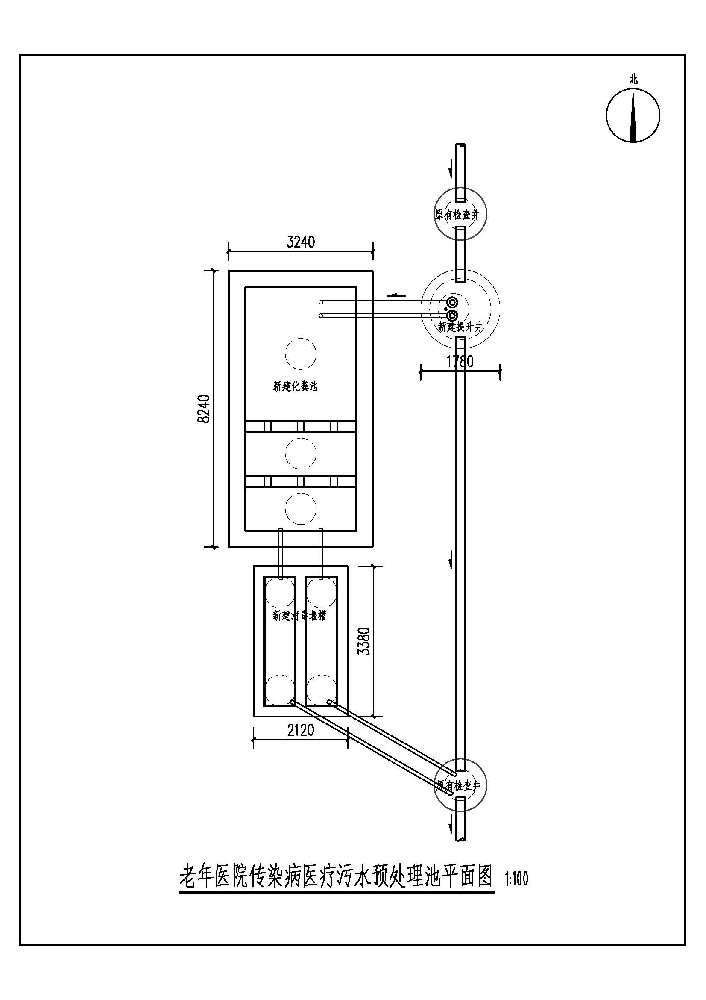 北
原有检查井
3240
新建提升井
1780
新建化粪池
8240
新建消毒堰槽
3380
2120
原有检查井
老年医院传染病医疗污水预处理池平面图 1:100